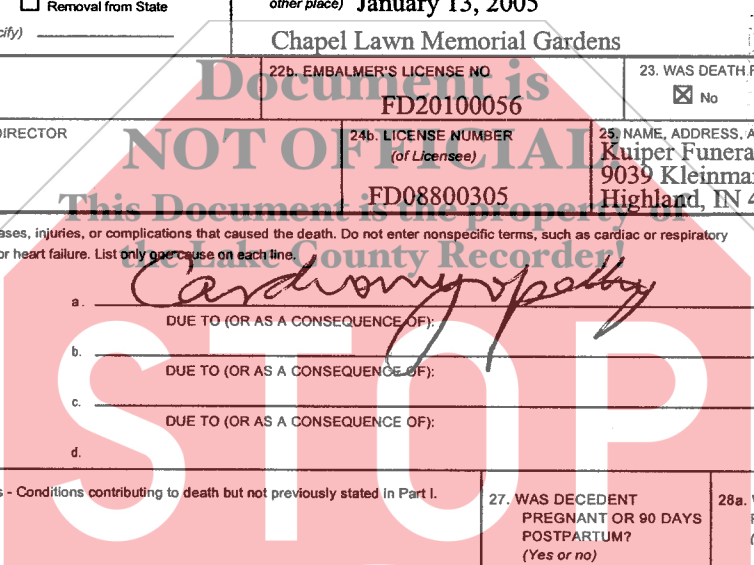 Removal from State
other place) January 13, 2005
cify)
Chapel Lawn Memorial Gardens
Document is
22b. EMBALMER'S LICENSE NO
23. WAS DEATH
FD20100056
No
DIRECTOR
24b. LICENSE NUMBER
25. NAME, ADDRESS, A
NOT OFFICIAL!
(of Licensee)
Kuiper Funera
9039 Kleinma
FD08800305
Highland, IN 4
This Document is the property of
ases, injuries, or complications that caused the death. Do not enter nonspecific terms, such as cardiac or respiratory
or heart failure. List only one cause on each line.
the Lake County Recorder!
a. Cardiomyopathy
DUE TO (OR AS A CONSEQUENCE OF):
b.
DUE TO (OR AS A CONSEQUENCE OF):
c.
DUE TO (OR AS A CONSEQUENCE OF):
d.
STOP
s - Conditions contributing to death but not previously stated in Part I.
27. WAS DECEDENT
28a.
PREGNANT OR 90 DAYS
POSTPARTUM?
(Yes or no)